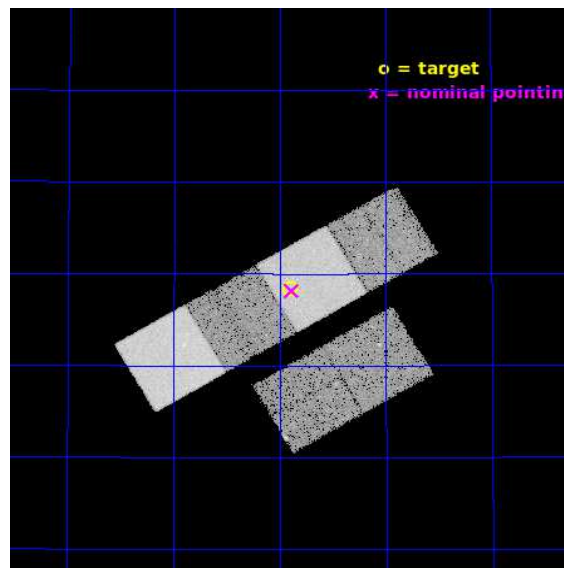 o = target
x = nominal pointin